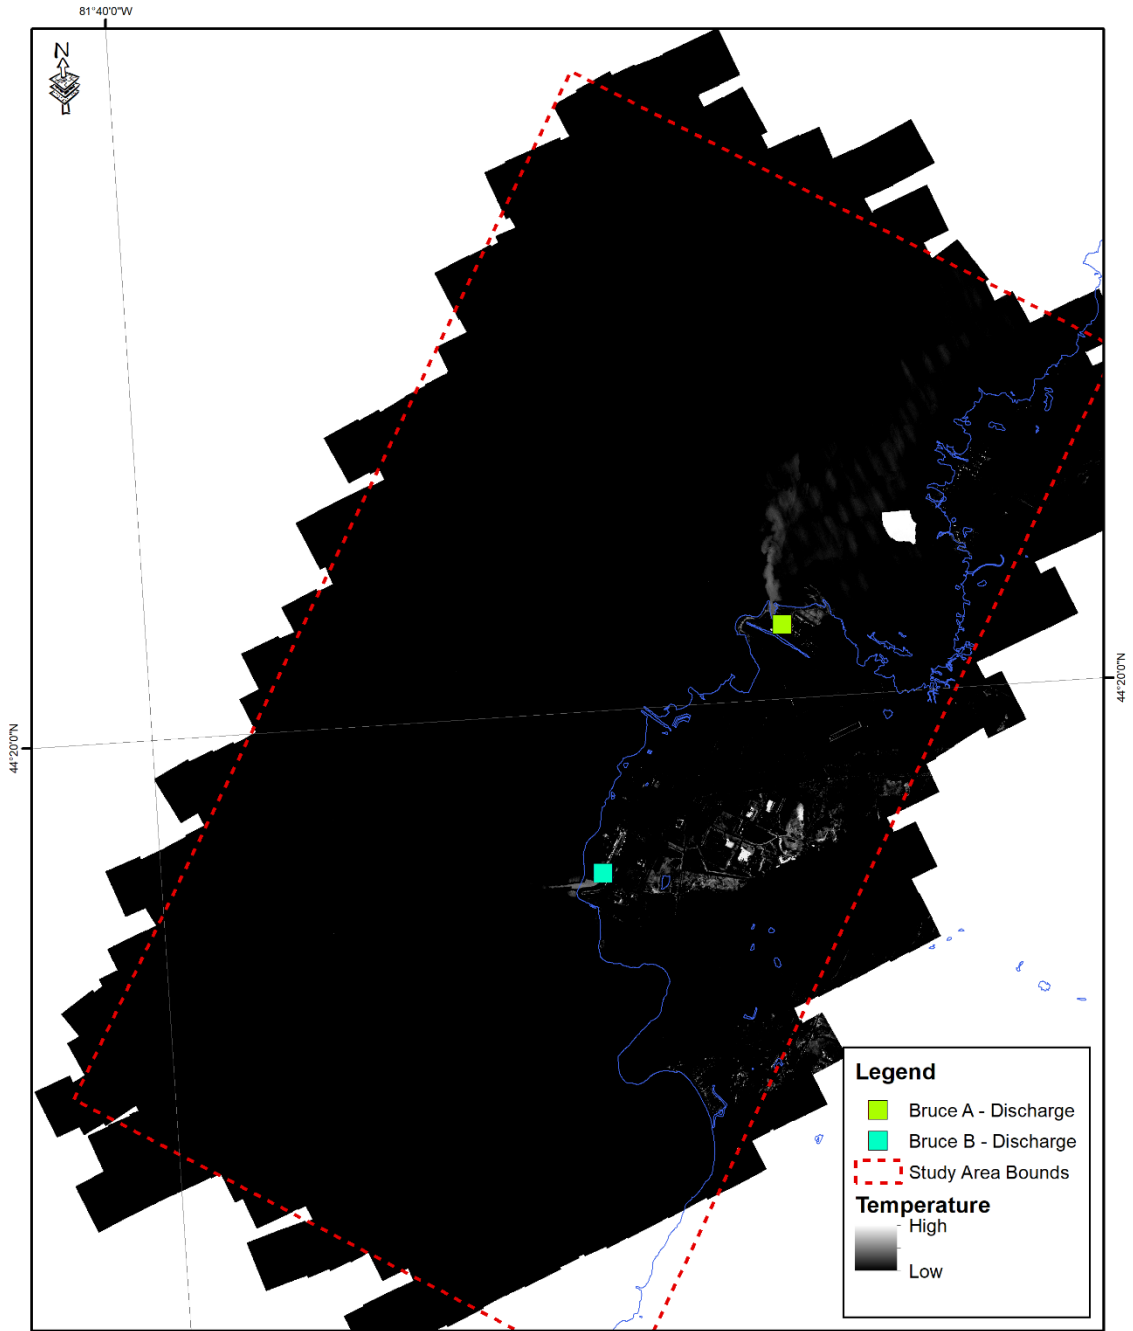 81°40'0"W
N
44°20'0"N
44°20'0"N
Legend
Bruce A - Discharge
Bruce B - Discharge
Study Area Bounds
Temperature
High
Low